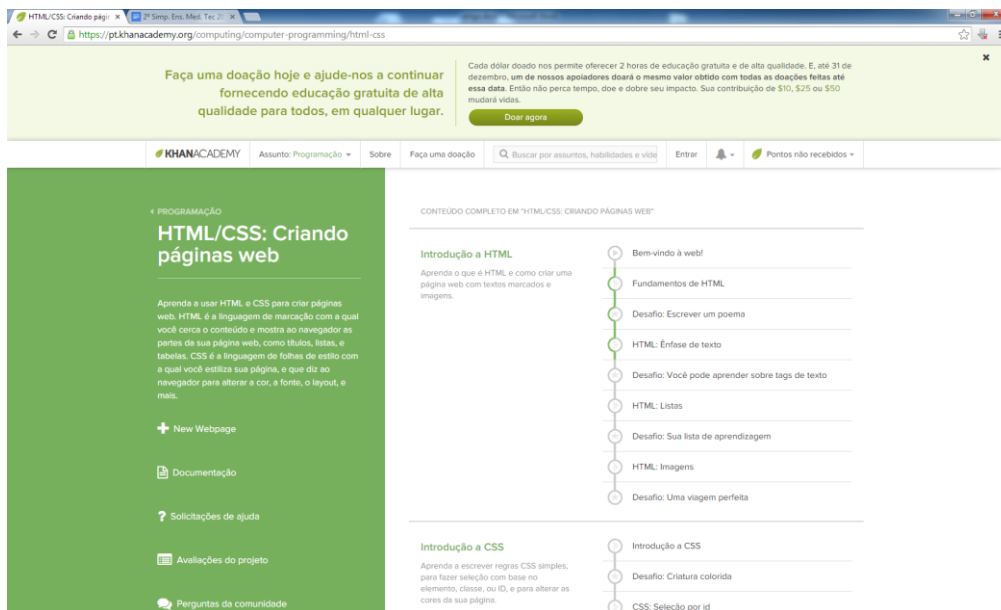 HTML/CSS: Criando págin
2º Simp. Ens. Med. Tec 20
https://pt.khanacademy.org/computing/computer-programming/html-css
Faça uma doação hoje e ajude-nos a continuar
fornecendo educação gratuita de alta
qualidade para todos, em qualquer lugar.
Cada dólar doado nos permite oferecer 2 horas de educação gratuita e de alta qualidade. E, até 31 de
dezembro, um de nossos apoiadores doará o mesmo valor obtido com todas as doações feitas até
essa data. Então não perca tempo, doe e dobre seu impacto. Sua contribuição de $10, $25 ou $50
mudará vidas.
Doar agora
KHANACADEMY Assunto: Programação Sobre Faça uma doação Buscar por assuntos, habilidades e vide Entrar Pontos não recebidos
PROGRAMAÇÃO
HTML/CSS: Criando
páginas web
Aprenda a usar HTML e CSS para criar páginas
web. HTML é a linguagem de marcação com a qual
você cerca o conteúdo e mostra ao navegador as
partes da sua página web, como títulos, listas, e
tabelas. CSS é a linguagem de folhas de estilo com
a qual você estiliza sua página, e que diz ao
navegador para alterar a cor, a fonte, o layout, e
mais.
New Webpage
Documentação
Solicitações de ajuda
Avaliações do projeto
Perguntas da comunidade
CONTEÚDO COMPLETO EM "HTML/CSS: CRIANDO PÁGINAS WEB"
Introdução a HTML
Aprenda o que é HTML e como criar uma
página web com textos marcados e
imagens.
Bem-vindo à web!
Fundamentos de HTML
Desafio: Escrever um poema
HTML: Ênfase de texto
Desafio: Você pode aprender sobre tags de texto
HTML: Listas
Desafio: Sua lista de aprendizagem
HTML: Imagens
Desafio: Uma viagem perfeita
Introdução a CSS
Aprenda a escrever regras CSS simples,
para fazer seleção com base no
elemento, classe, ou ID, e para alterar as
cores da sua página.
Introdução a CSS
Desafio: Criatura colorida
CSS: Seleção por id